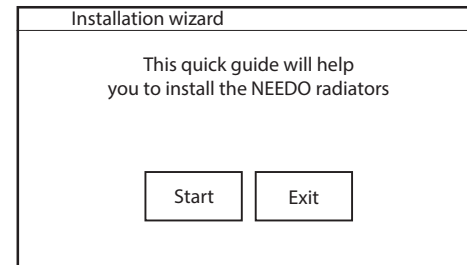 Installation wizard
This quick guide will help
you to install the NEEDO radiators
Start Exit